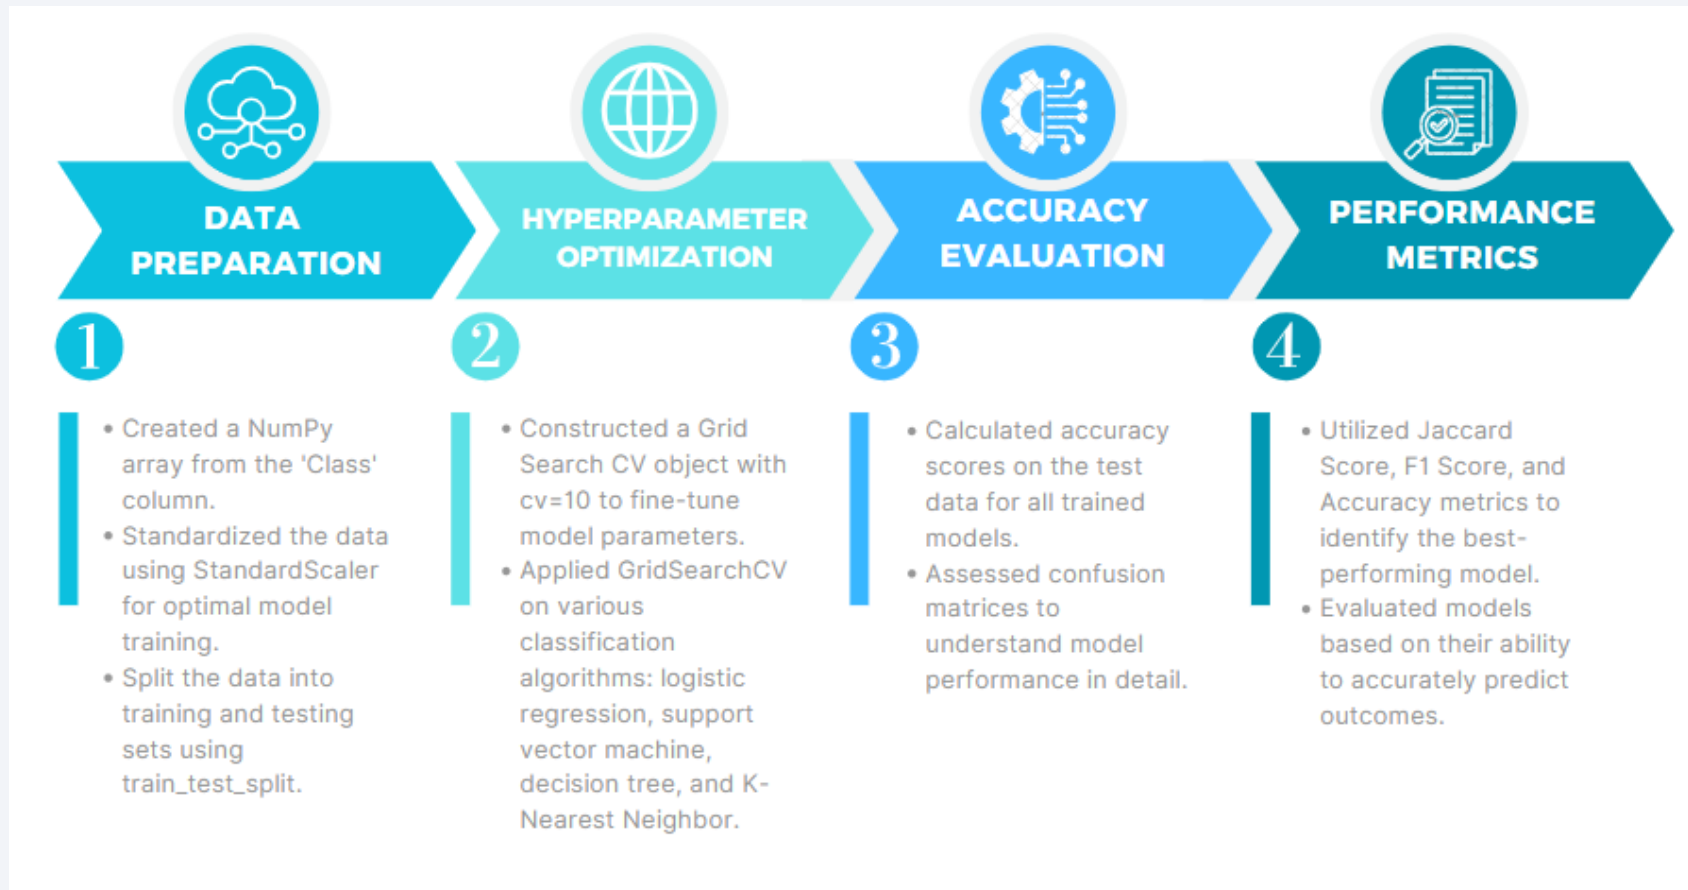 DATA
PREPARATION
HYPERPARAMETER
OPTIMIZATION
ACCURACY
EVALUATION
PERFORMANCE
METRICS
1
• Created a NumPy
array from the 'Class'
column.
• Standardized the data
using StandardScaler
for optimal model
training.
• Split the data into
training and testing
sets using
train_test_split.
2
• Constructed a Grid
Search CV object with
cv=10 to fine-tune
model parameters.
• Applied GridSearchCV
on various
classification
algorithms: logistic
regression, support
vector machine,
decision tree, and K-
Nearest Neighbor.
3
• Calculated accuracy
scores on the test
data for all trained
models.
• Assessed confusion
matrices to
understand model
performance in detail.
4
• Utilized Jaccard
Score, F1 Score, and
Accuracy metrics to
identify the best-
performing model.
• Evaluated models
based on their ability
to accurately predict
outcomes.